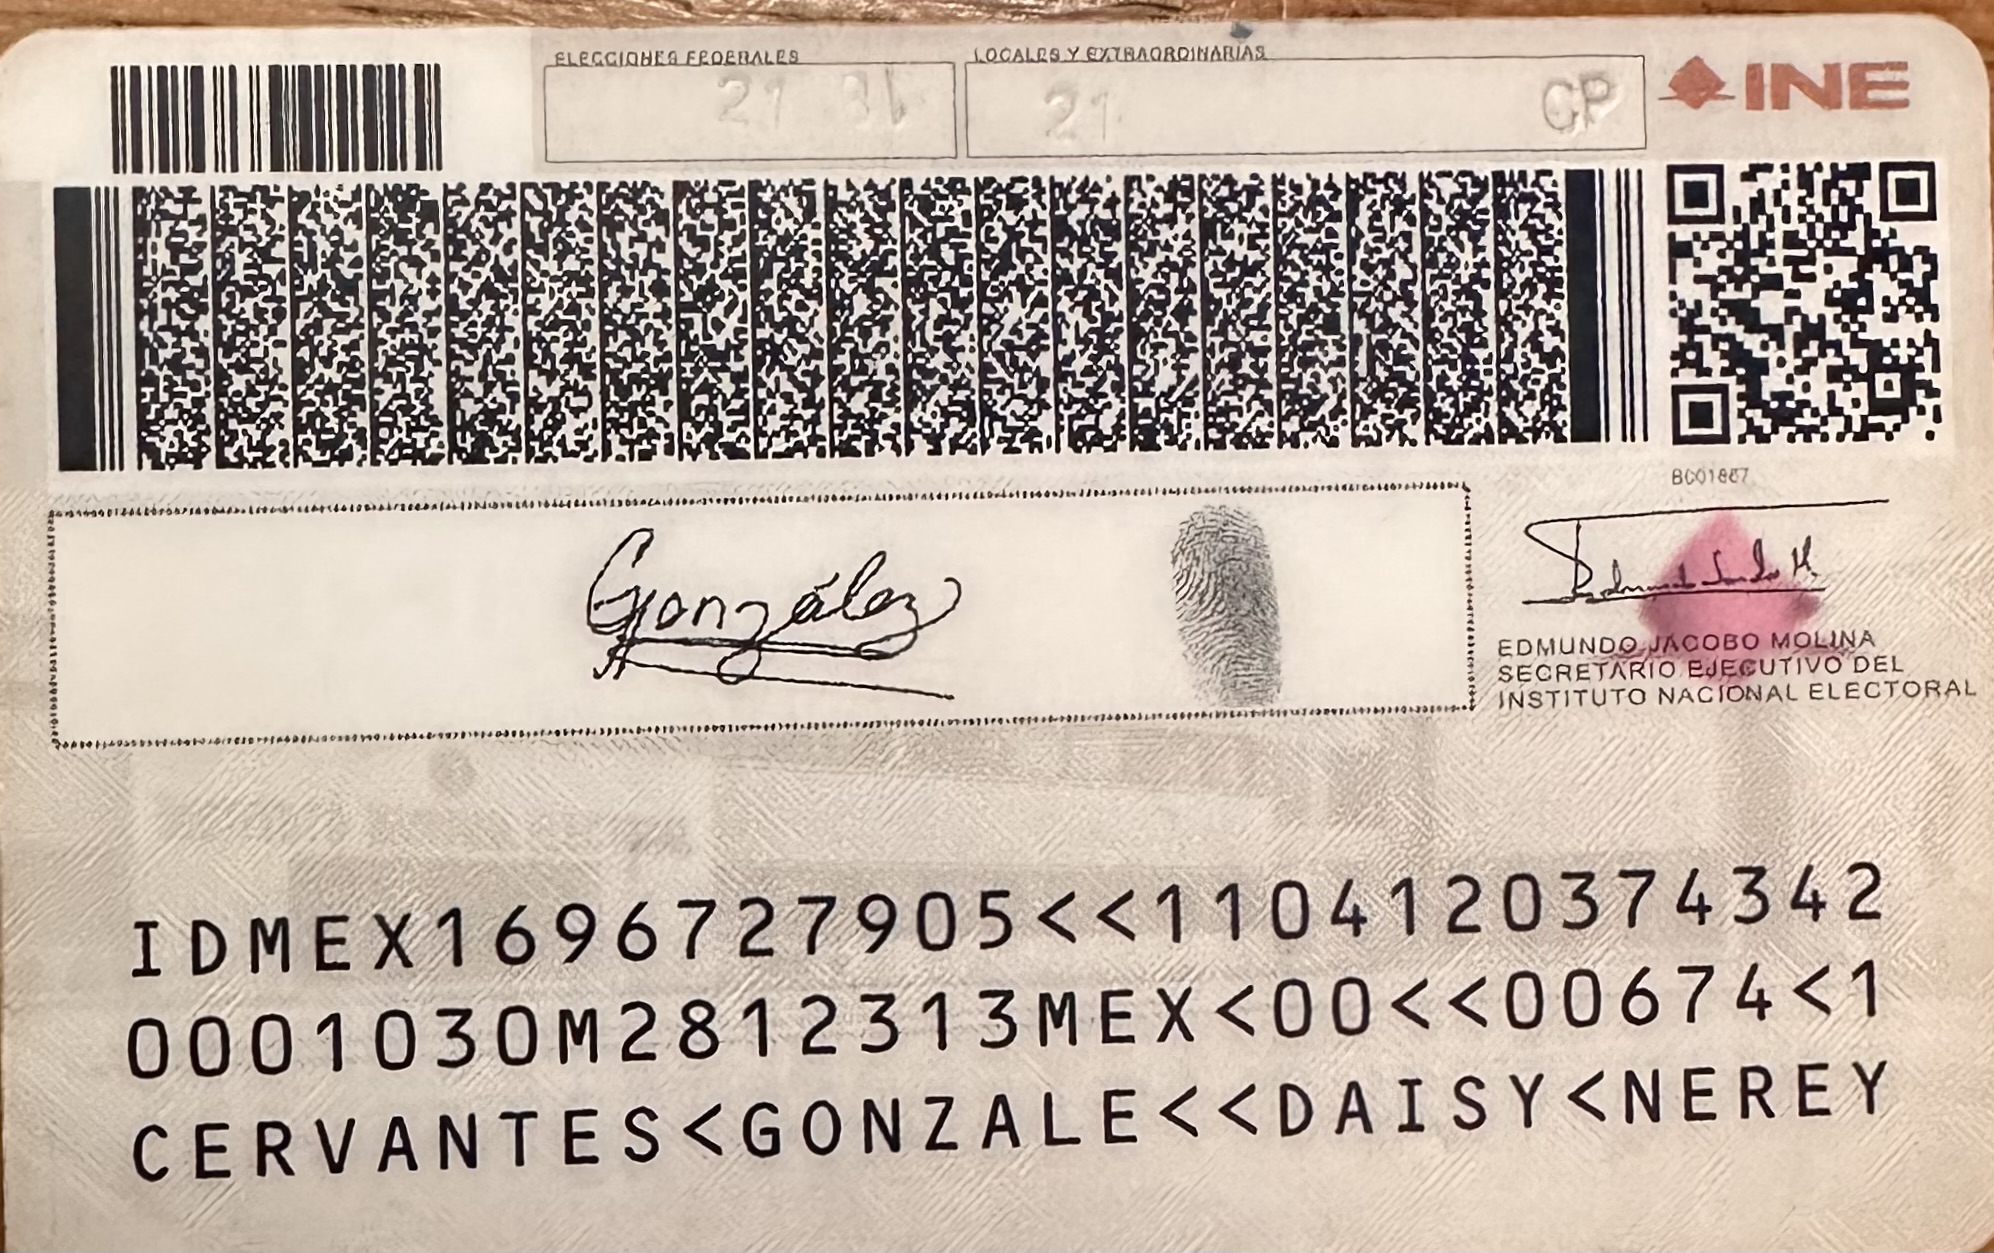 ELECCIONES FEDERALES
LOCALES Y EXTRAORDINARIAS
INE
21
21
CP
González
EDMUNDO JACOBO MOLINA
SECRETARIO EJECUTIVO DEL
INSTITUTO NACIONAL ELECTORAL
IDMEX1696727905<<1104120374342
0001030M2812313MEX<00<<00674<1
CERVANTES<GONZALE<<DAISY<NEREY